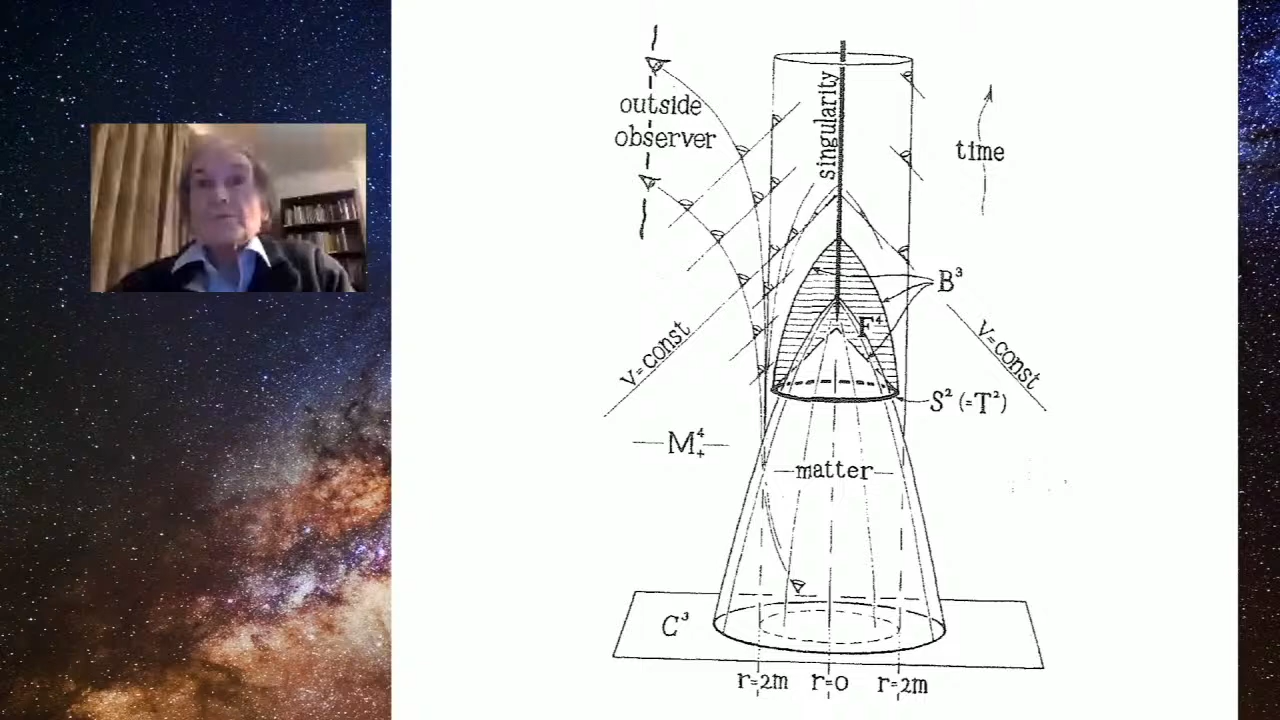 outside
observer
singularity
time
B³
F⁴
V=const
V=const
S² (=T²)
M⁴₊
matter
C³
r=2m
r=0
r=2m